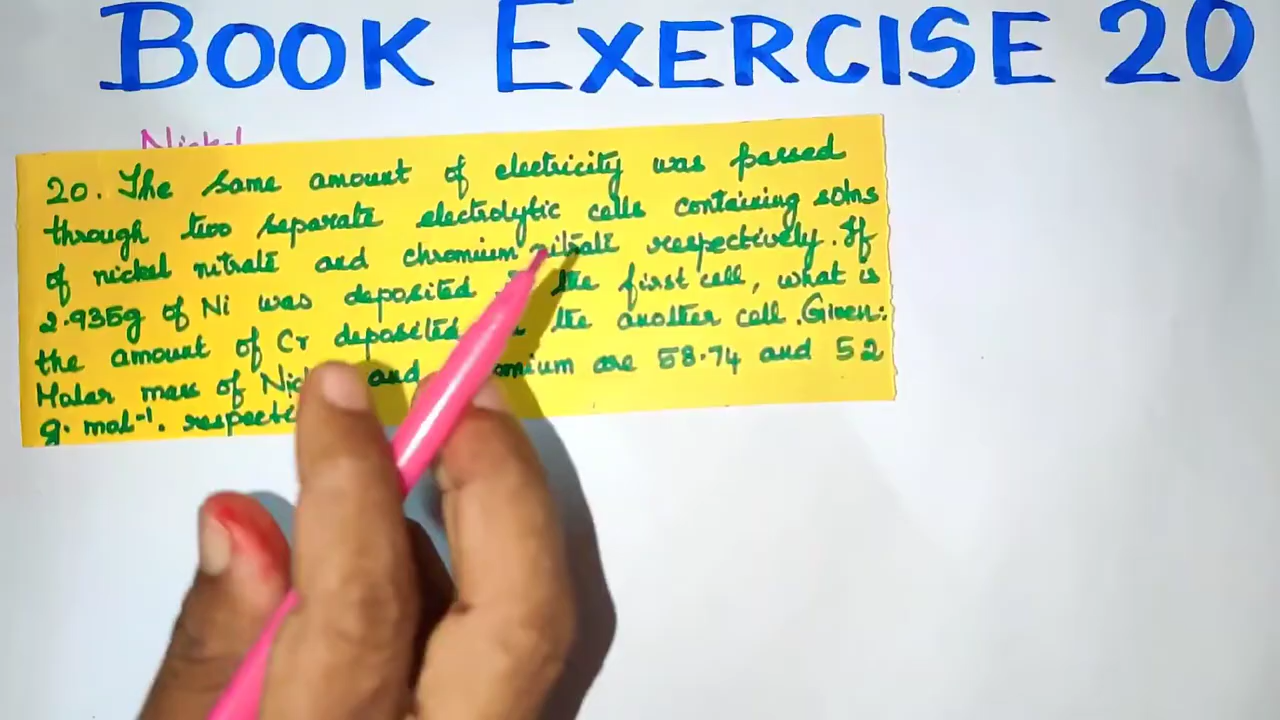 BOOK EXERCISE 20
Nickel
20. The same amount of electricity was passed
through two separate electrolytic cells containing solns
of nickel nitrate and chromium nitrate respectively. If
2.935g of Ni was deposited the first cell, what is
the amount of Cr deposited the another cell. Given:
Molar mass of and are 58.74 and 52
g. mol⁻¹.